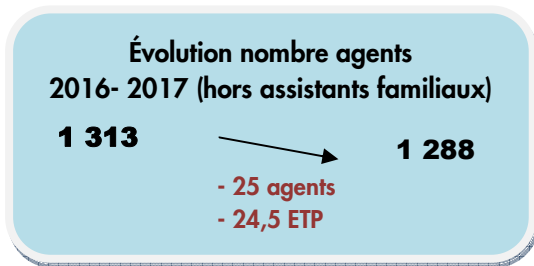 Évolution nombre agents
2016- 2017 (hors assistants familiaux)
1 313
1 288
- 25 agents
- 24,5 ETP